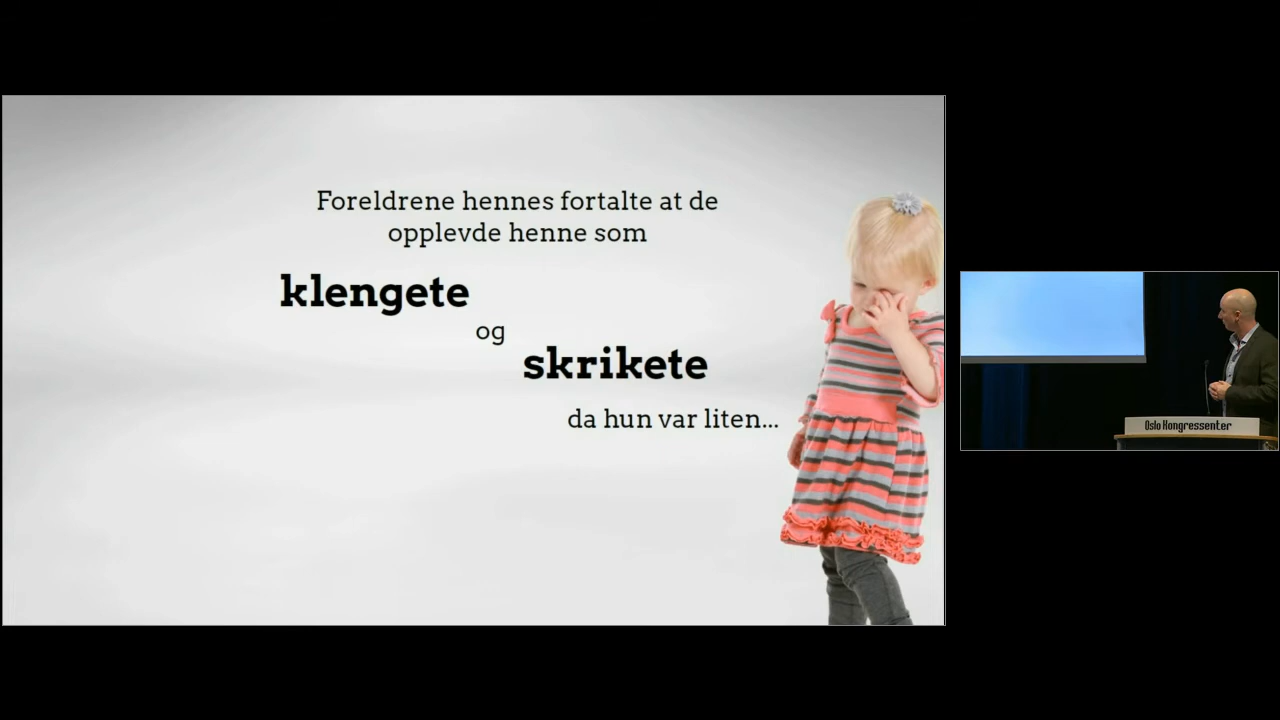 Foreldrene hennes fortalte at de
opplevde henne som
klengete
og
skrikete
da hun var liten...
Oslo Kongressenter